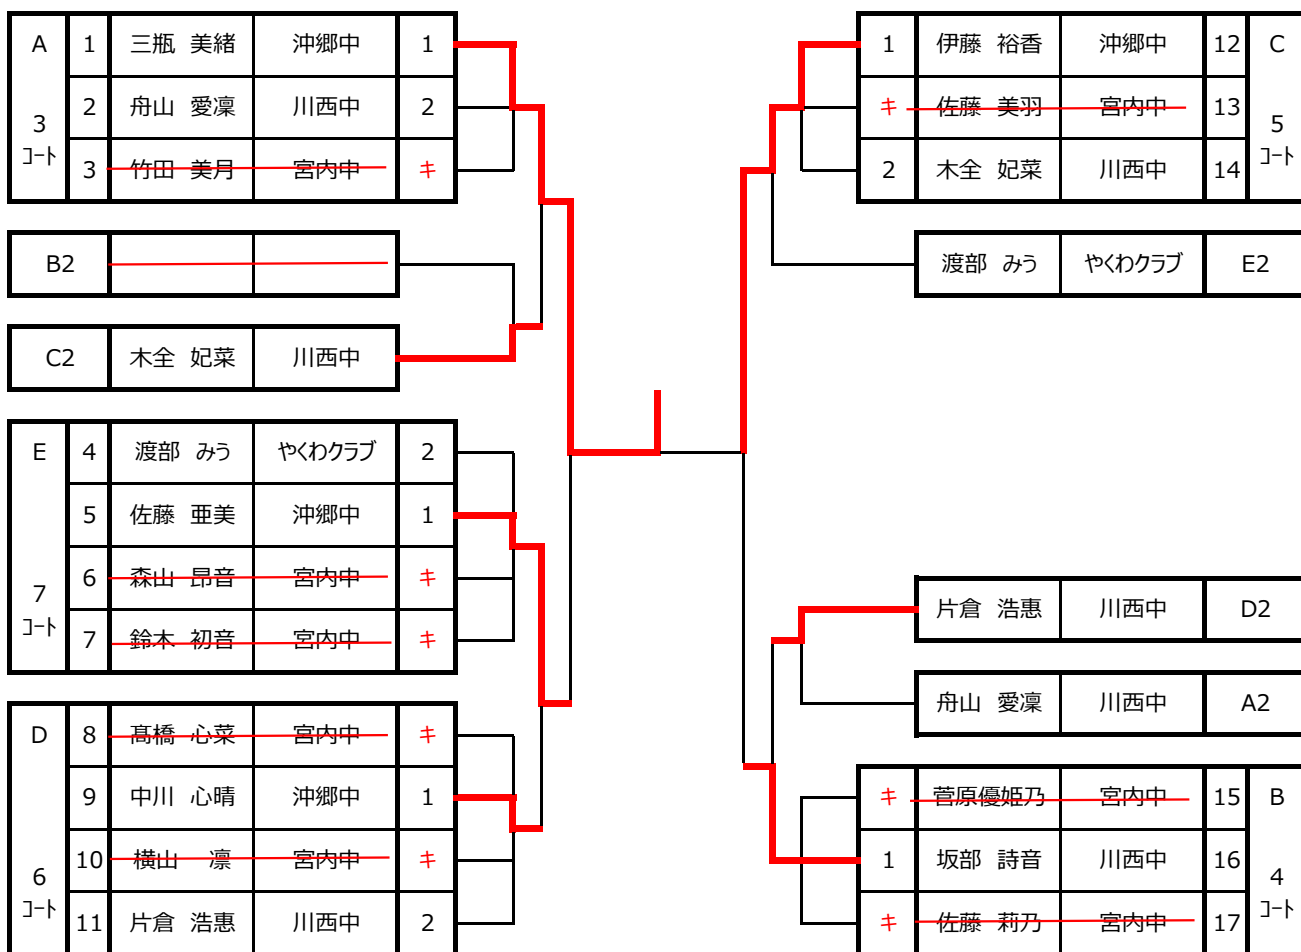 A 1 三瓶 美緒 沖郷中 1
2 舟山 愛凜 川西中 2
3 コート
3 竹田 美月 宮内中 キ
B2
C2 木全 妃菜 川西中
E 4 渡部 みう やくわクラブ 2
5 佐藤 亜美 沖郷中 1
6 森山 昂音 宮内中 キ
7 コート
7 鈴木 初音 宮内中 キ
D 8 髙橋 心菜 宮内中 キ
9 中川 心晴 沖郷中 1
10 横山 凛 宮内中 キ
6 コート
11 片倉 浩惠 川西中 2
1 伊藤 裕香 沖郷中 12 C
キ 佐藤 美羽 宮内中 13
5 コート
2 木全 妃菜 川西中 14
渡部 みう やくわクラブ E2
片倉 浩惠 川西中 D2
舟山 愛凜 川西中 A2
キ 菅原優姫乃 宮内中 15 B
1 坂部 詩音 川西中 16
4 コート
キ 佐藤 莉乃 宮内中 17